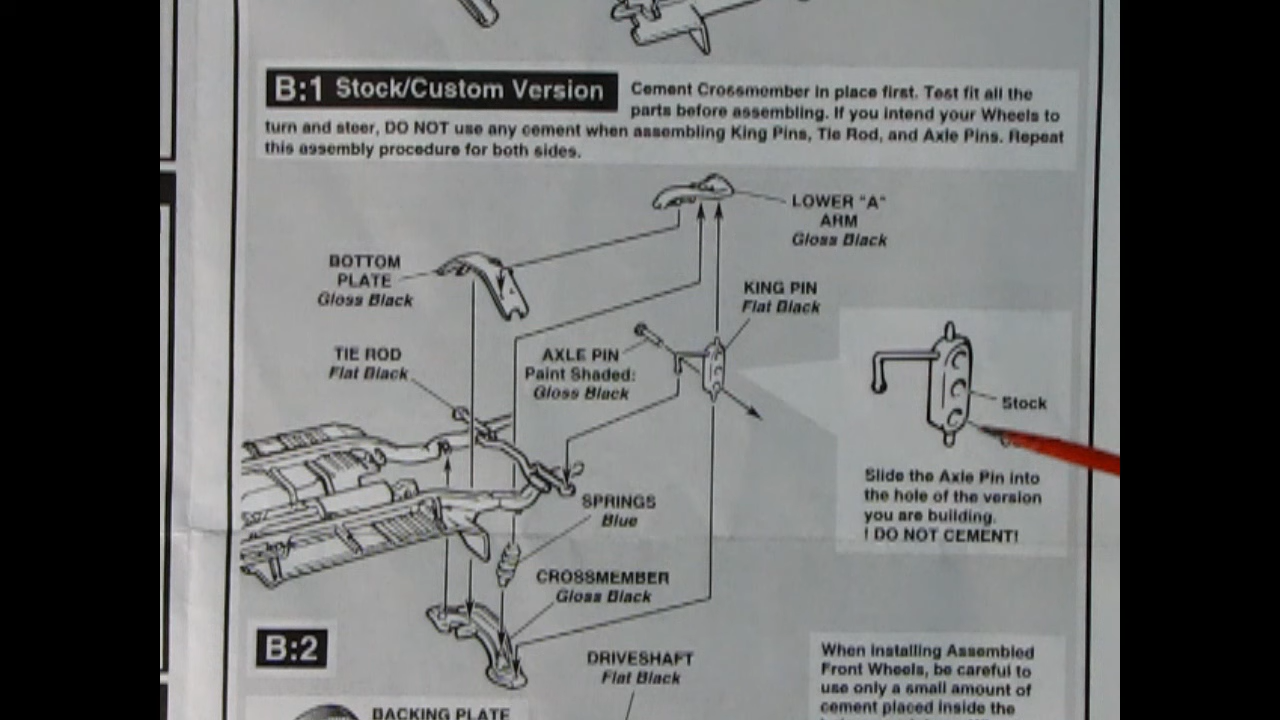 B:1 Stock/Custom Version
Cement Crossmember in place first. Test fit all the
parts before assembling. If you intend your Wheels to
turn and steer, DO NOT use any cement when assembling King Pins, Tie Rod, and Axle Pins. Repeat
this assembly procedure for both sides.
LOWER "A"
ARM
Gloss Black
BOTTOM
PLATE
Gloss Black
KING PIN
Flat Black
TIE ROD
Flat Black
AXLE PIN
Paint Shaded:
Gloss Black
Stock
Slide the Axle Pin into
the hole of the version
you are building.
! DO NOT CEMENT!
SPRINGS
Blue
CROSSMEMBER
Gloss Black
B:2
DRIVESHAFT
Flat Black
When Installing Assembled
Front Wheels, be careful to
use only a small amount of
cement placed inside the
BACKING PLATE